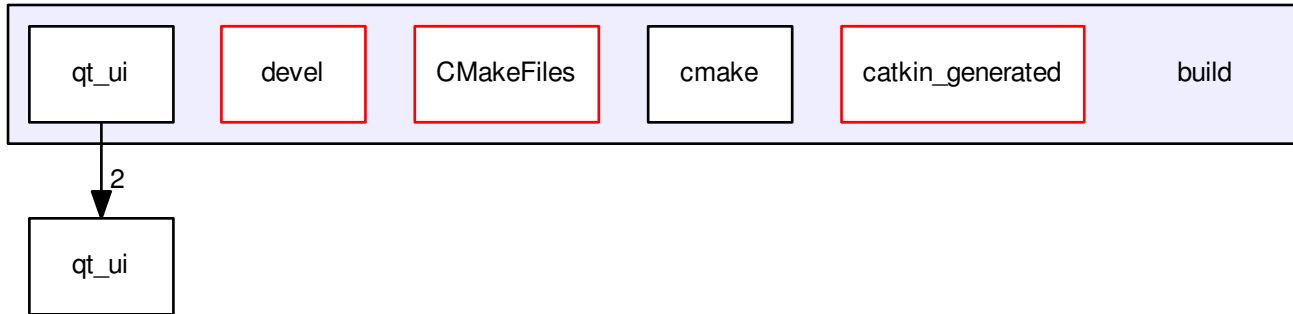 qt_ui
devel
CMakeFiles
cmake
catkin_generated
build
2
qt_ui